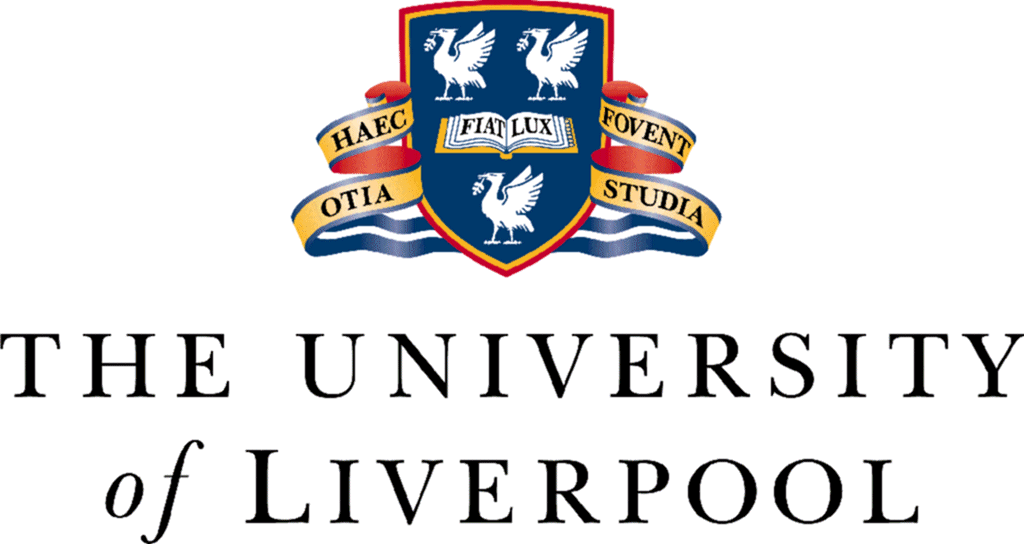 HAEC FOVENT
FIAT LUX
OTIA STUDIA
THE UNIVERSITY
of LIVERPOOL